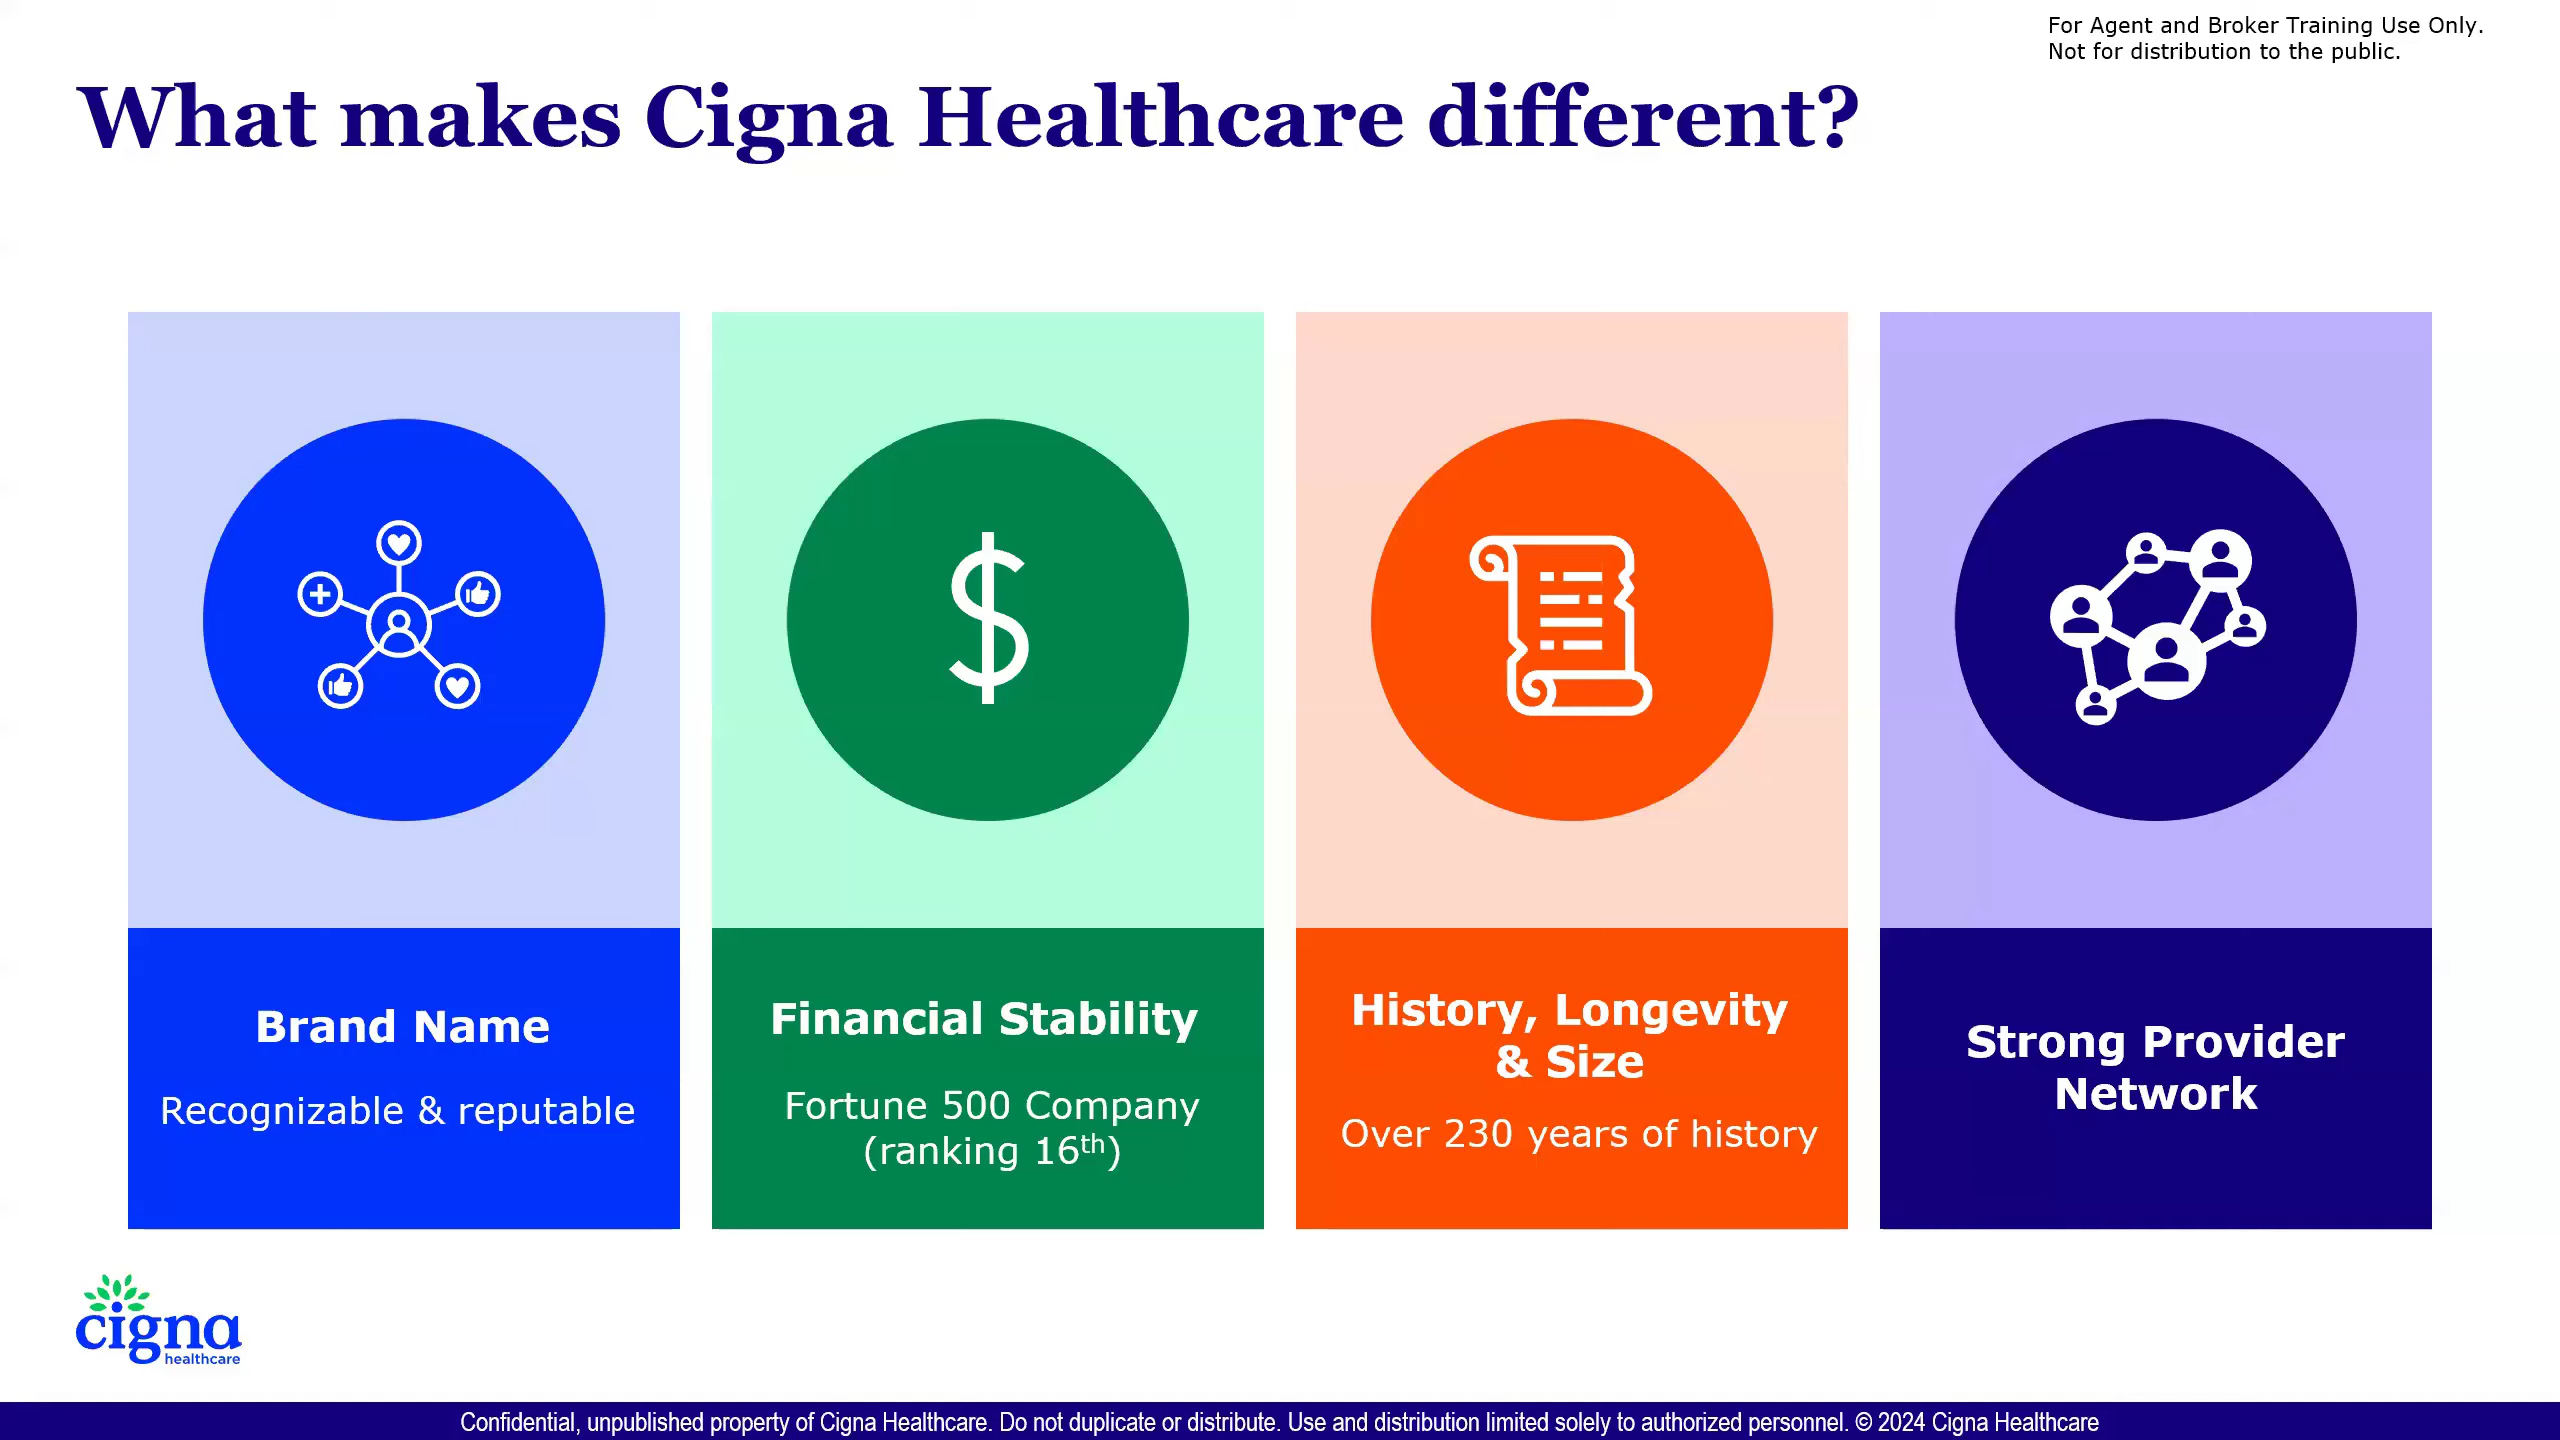 For Agent and Broker Training Use Only.
Not for distribution to the public.
What makes Cigna Healthcare different?
Brand Name
Recognizable & reputable
Financial Stability
Fortune 500 Company
(ranking 16th)
History, Longevity
& Size
Over 230 years of history
Strong Provider
Network
cigna
healthcare
Confidential, unpublished property of Cigna Healthcare. Do not duplicate or distribute. Use and distribution limited solely to authorized personnel. © 2024 Cigna Healthcare